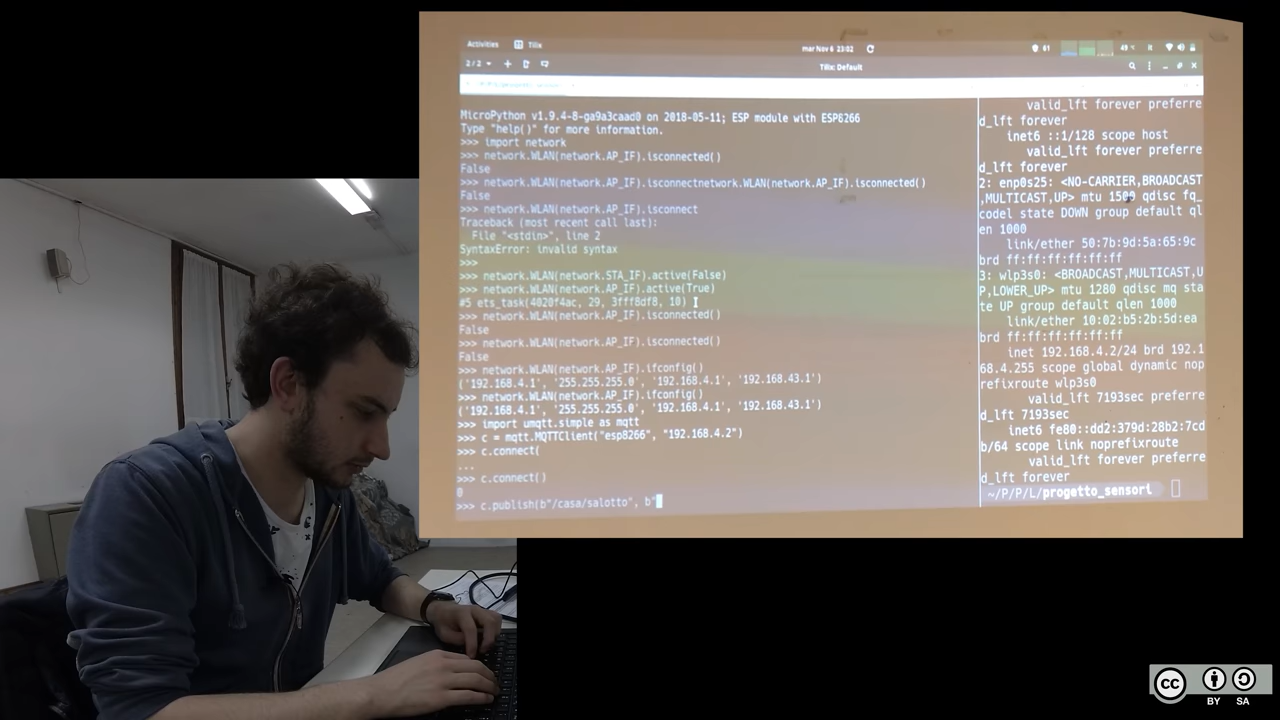 Activities Tilix mar Nov 6 23:02 61 49 it
2/2 Tilix: Default
MicroPython v1.9.4-8-ga9a3caad0 on 2018-05-11; ESP module with ESP8266
Type "help()" for more information.
>>> import network
>>> network.WLAN(network.AP_IF).isconnected()
False
>>> network.WLAN(network.AP_IF).isconnectnetwork.WLAN(network.AP_IF).isconnected()
False
>>> network.WLAN(network.AP_IF).isconnect
Traceback (most recent call last):
File "<stdin>", line 2
SyntaxError: invalid syntax
>>>
>>> network.WLAN(network.STA_IF).active(False)
>>> network.WLAN(network.AP_IF).active(True)
#5 ets_task(4020f4ac, 29, 3fff8df8, 10)
>>> network.WLAN(network.AP_IF).isconnected()
False
>>> network.WLAN(network.AP_IF).isconnected()
False
>>> network.WLAN(network.AP_IF).ifconfig()
('192.168.4.1', '255.255.255.0', '192.168.4.1', '192.168.43.1')
>>> network.WLAN(network.AP_IF).ifconfig()
('192.168.4.1', '255.255.255.0', '192.168.4.1', '192.168.43.1')
>>> import umqtt.simple as mqtt
>>> c = mqtt.MQTTClient("esp8266", "192.168.4.2")
>>> c.connect(
...
>>> c.connect()
0
>>> c.publish(b"/casa/salotto", b"
valid_lft forever preferre
d_lft forever
inet6 ::1/128 scope host
valid_lft forever preferre
d_lft forever
2: enp0s25: <NO-CARRIER,BROADCAST
,MULTICAST,UP> mtu 1500 qdisc fq_
codel state DOWN group default ql
en 1000
link/ether 50:7b:9d:5a:65:9c
brd ff:ff:ff:ff:ff:ff
3: wlp3s0: <BROADCAST,MULTICAST,U
P,LOWER_UP> mtu 1280 qdisc mq sta
te UP group default qlen 1000
link/ether 10:02:b5:2b:5d:ea
brd ff:ff:ff:ff:ff:ff
inet 192.168.4.2/24 brd 192.1
68.4.255 scope global dynamic nop
refixroute wlp3s0
valid_lft 7193sec preferre
d_lft 7193sec
inet6 fe80::dd2:379d:28b2:7cd
b/64 scope link noprefixroute
valid_lft forever preferre
d_lft forever
~/P/P/L/progetto_sensori
CC BY SA